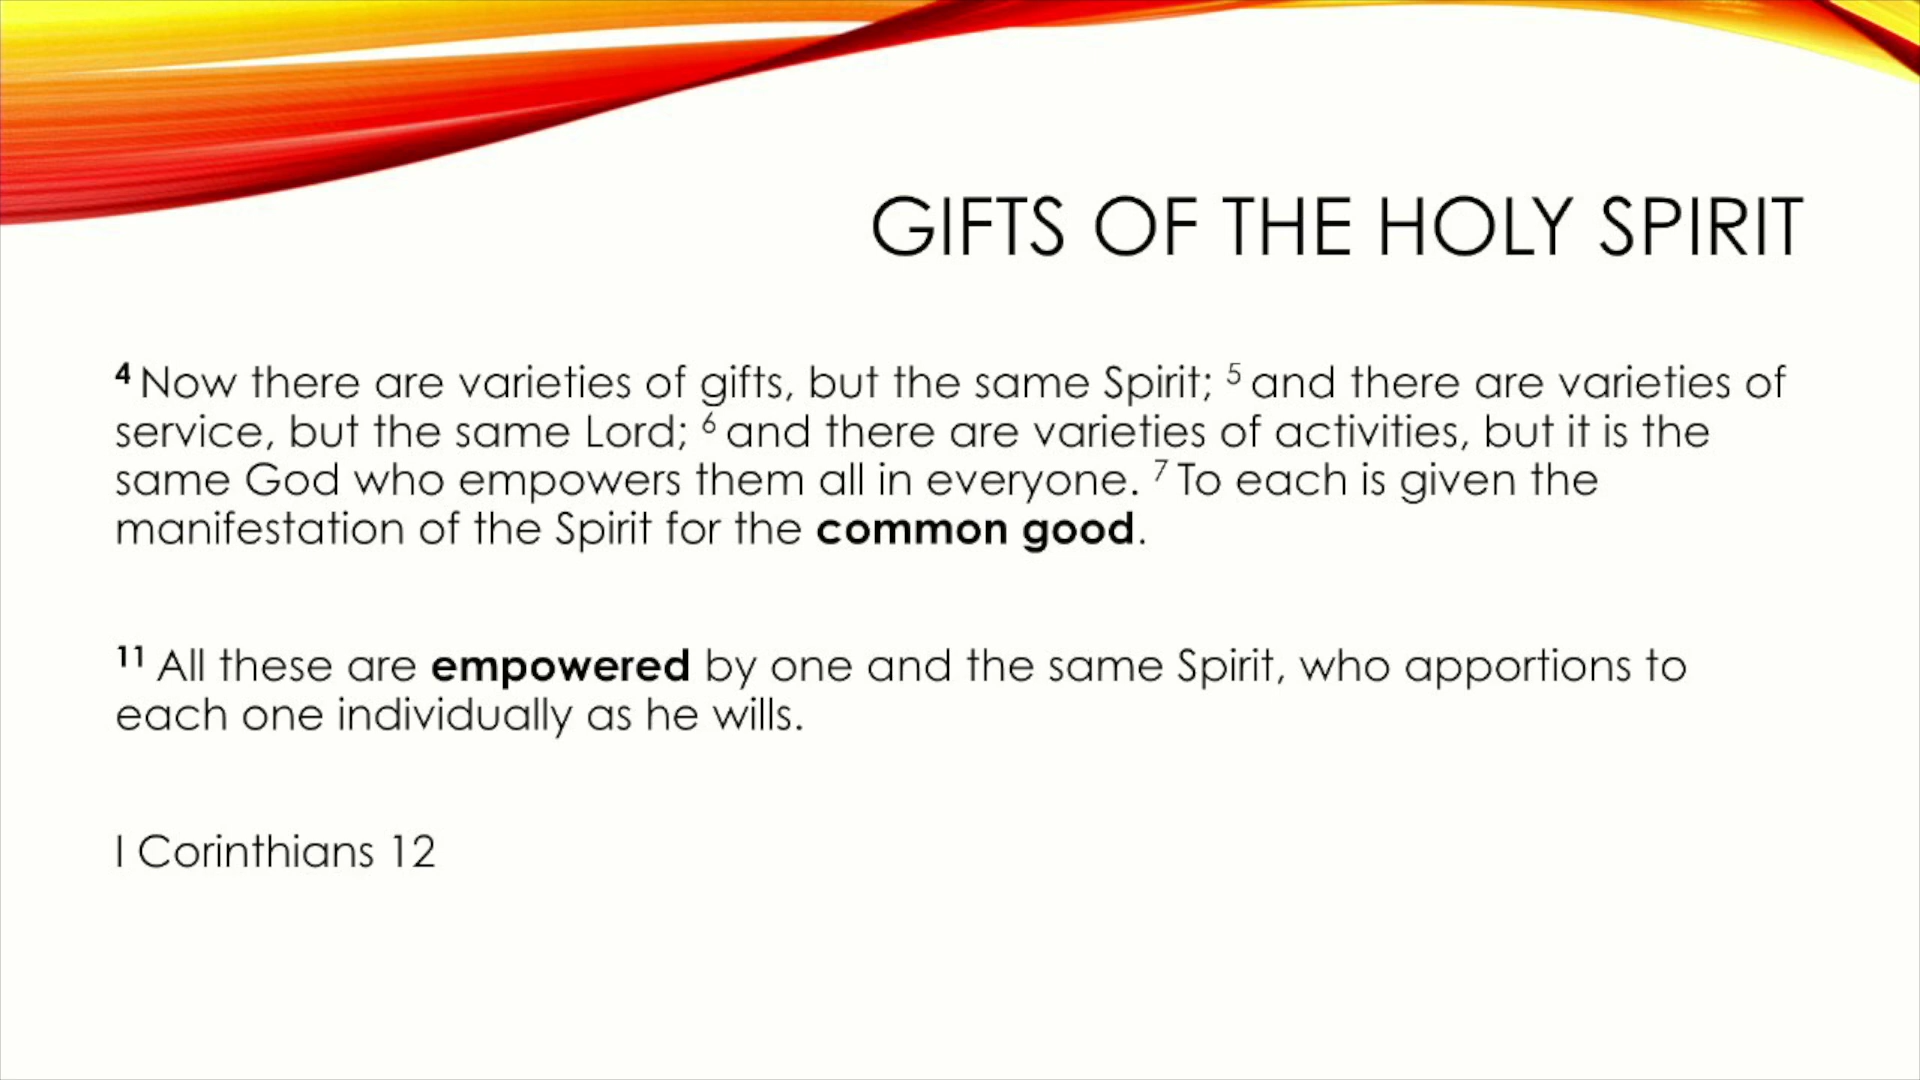 GIFTS OF THE HOLY SPIRIT
4 Now there are varieties of gifts, but the same Spirit; 5 and there are varieties of
service, but the same Lord; 6 and there are varieties of activities, but it is the
same God who empowers them all in everyone. 7 To each is given the
manifestation of the Spirit for the common good.
11 All these are empowered by one and the same Spirit, who apportions to
each one individually as he wills.
I Corinthians 12